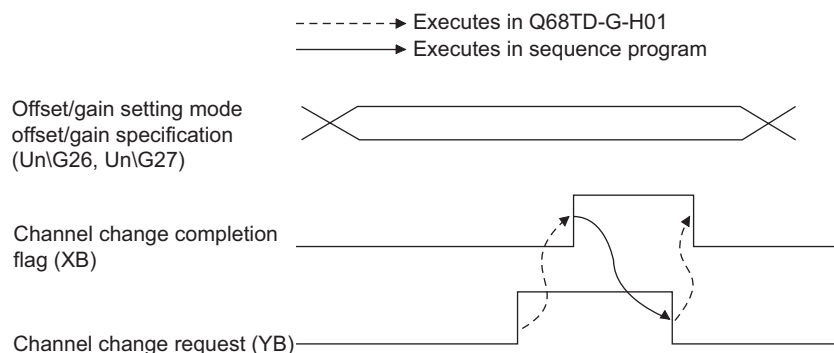 Executes in Q68TD-G-H01
Executes in sequence program
Offset/gain setting mode
offset/gain specification
(Un\G26, Un\G27)
Channel change completion
flag (XB)
Channel change request (YB)